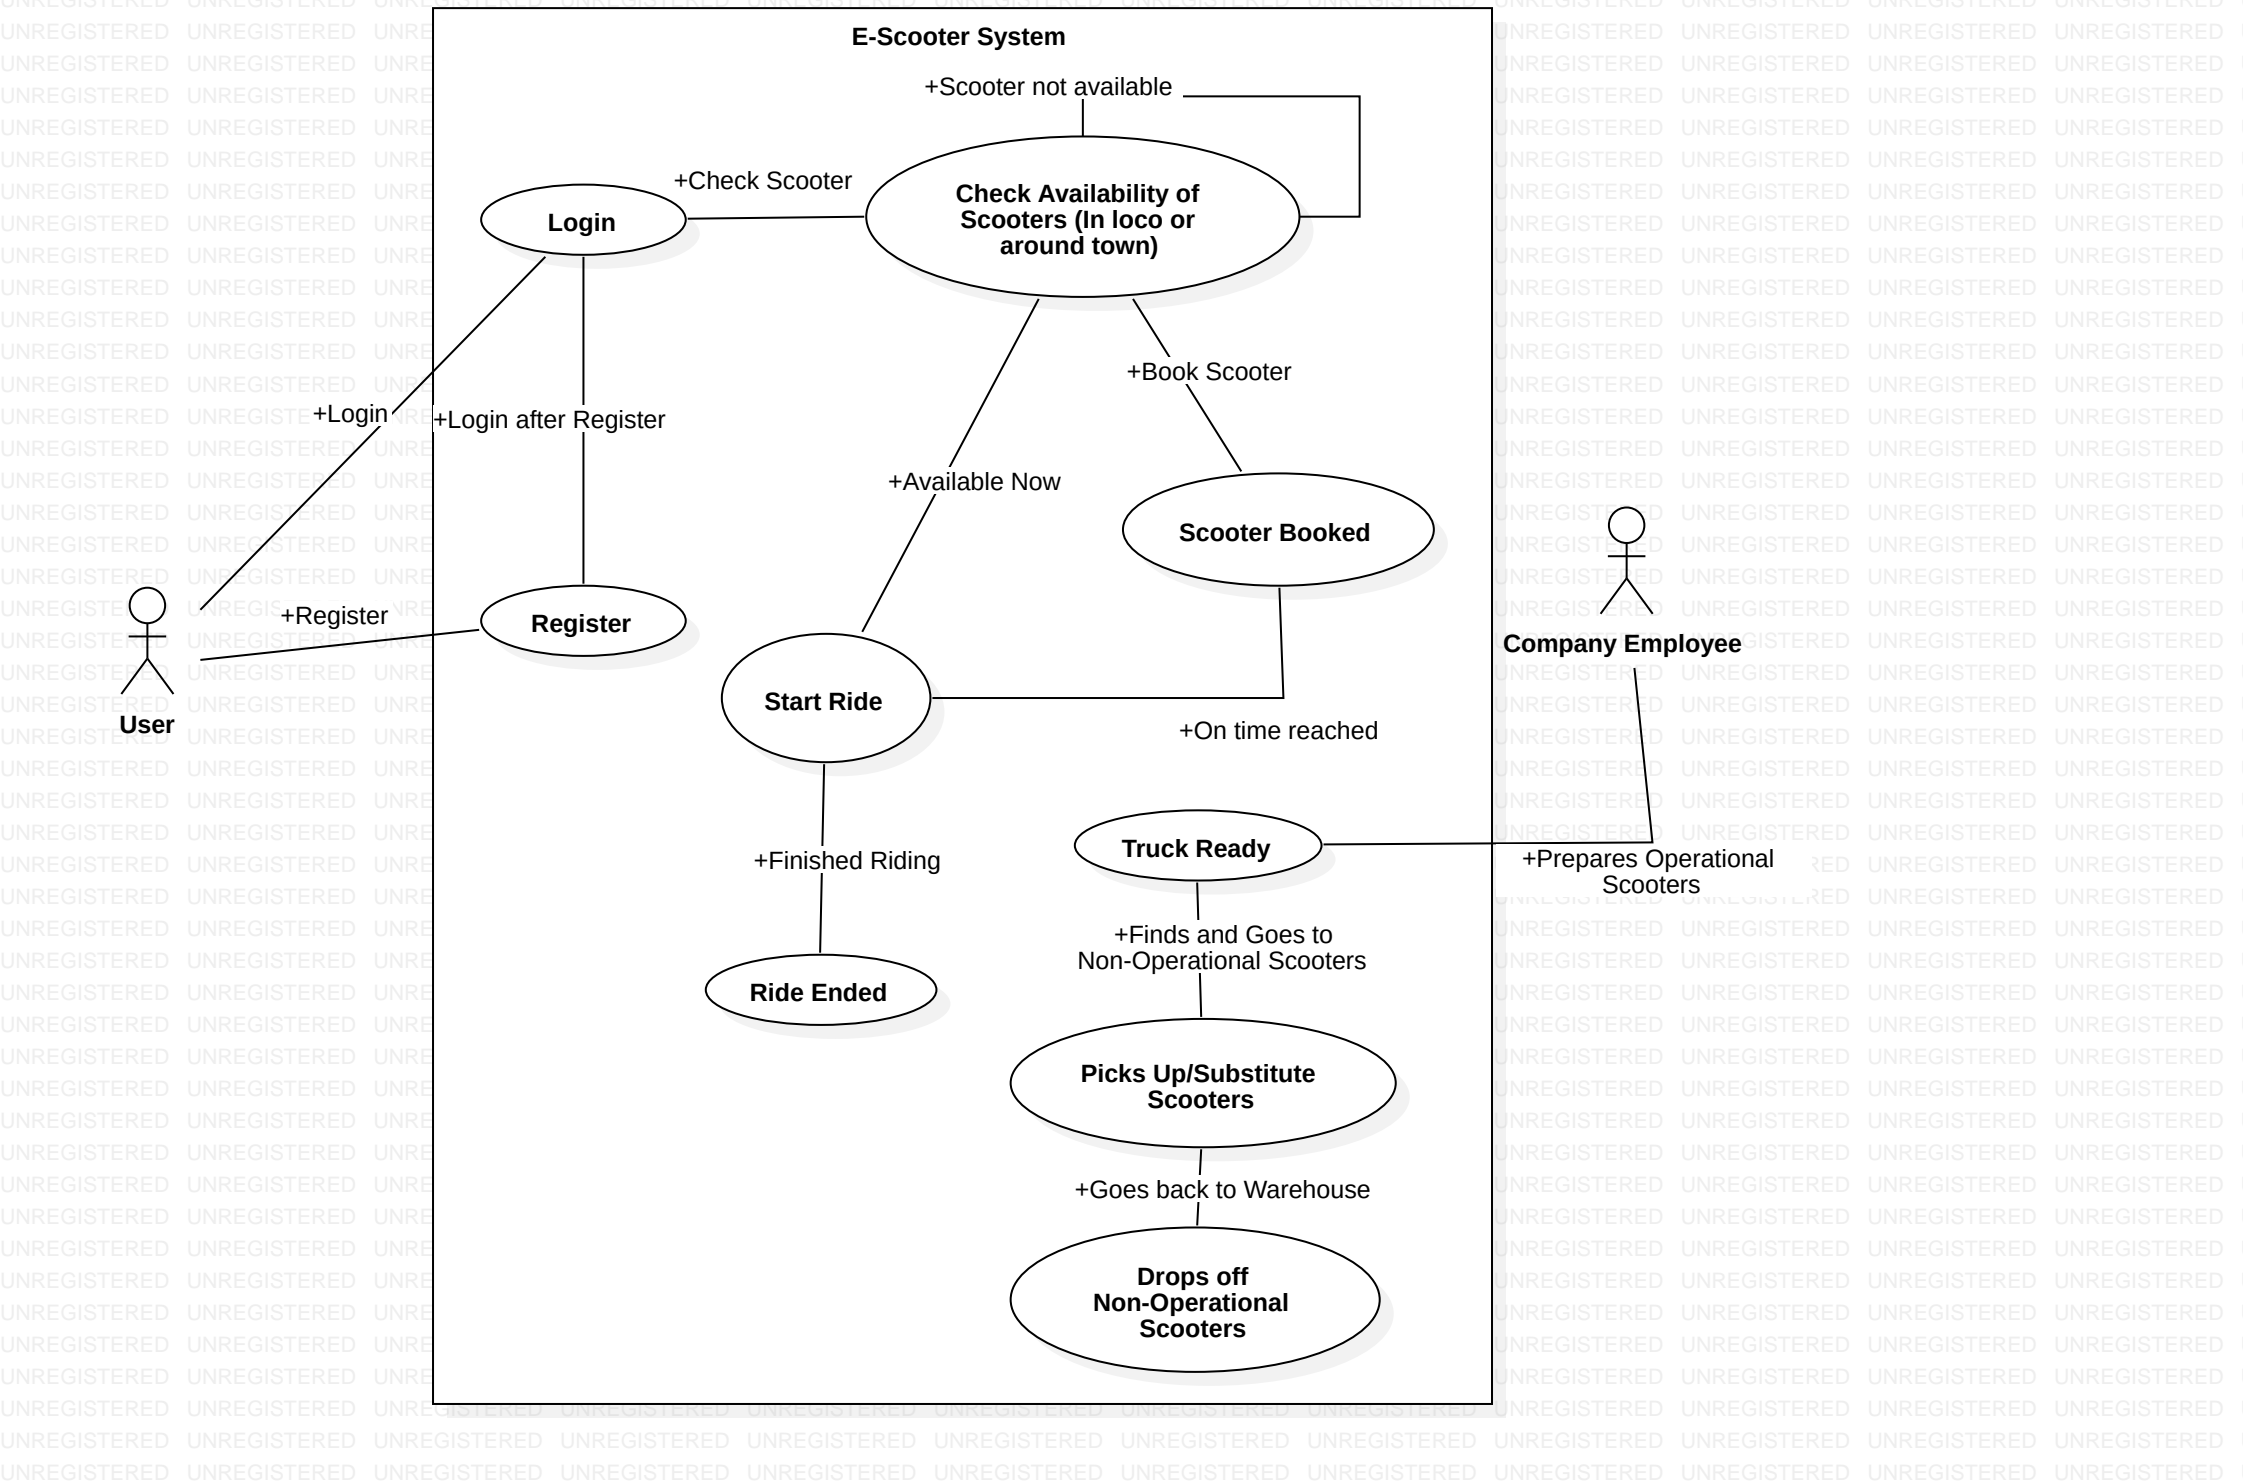 E-Scooter System
+Scooter not available
+Check Scooter
Check Availability of
Scooters (In loco or
around town)
Login
+Book Scooter
+Login
+Login after Register
+Available Now
Scooter Booked
+Register
Register
User
Company Employee
Start Ride
+On time reached
Truck Ready
+Prepares Operational
Scooters
+Finished Riding
+Finds and Goes to
Non-Operational Scooters
Ride Ended
Picks Up/Substitute
Scooters
+Goes back to Warehouse
Drops off
Non-Operational
Scooters
UNREGISTERED